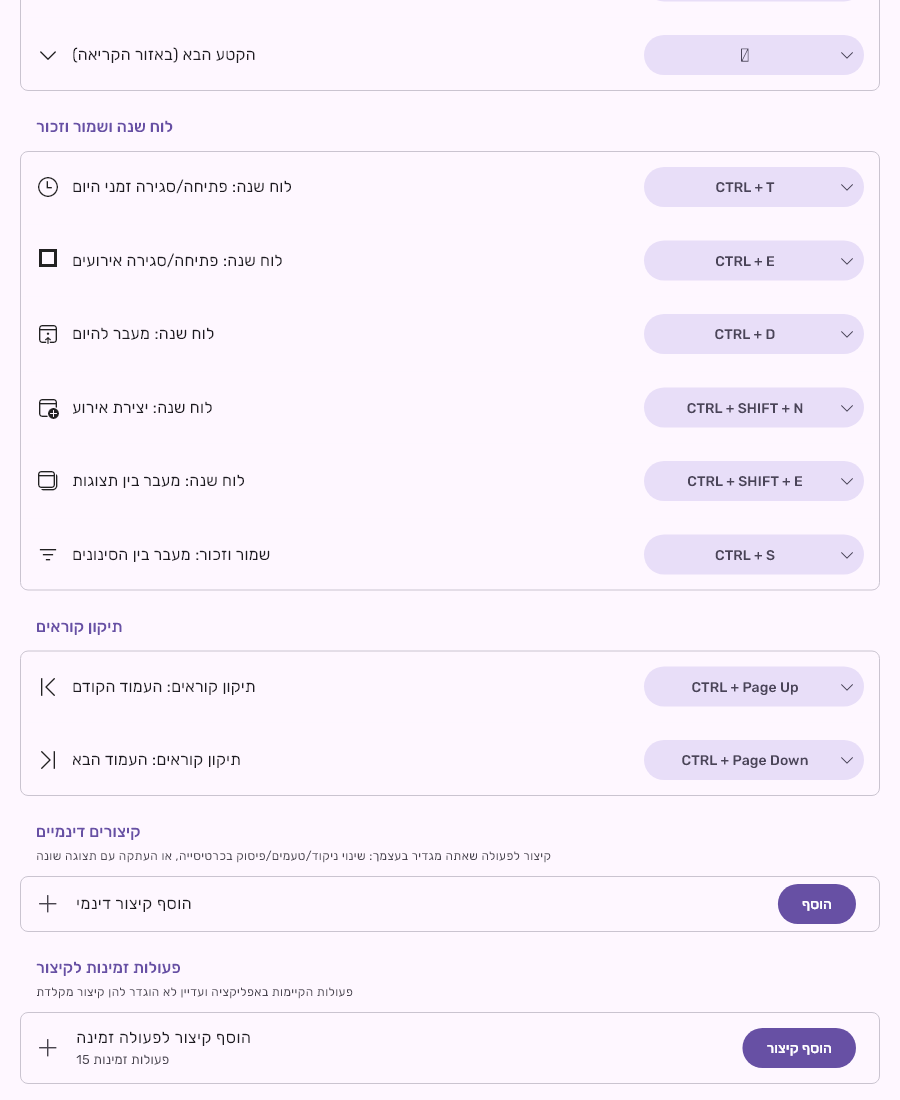 הקטע הבא (באזור הקריאה)
לוח שנה ושמור וזכור
לוח שנה: פתיחה/סגירה זמני היום
CTRL + T
לוח שנה: פתיחה/סגירה אירועים
CTRL + E
לוח שנה: מעבר להיום
CTRL + D
לוח שנה: יצירת אירוע
CTRL + SHIFT + N
לוח שנה: מעבר בין תצוגות
CTRL + SHIFT + E
שמור וזכור: מעבר בין הסינונים
CTRL + S
תיקון קוראים
תיקון קוראים: העמוד הקודם
CTRL + Page Up
תיקון קוראים: העמוד הבא
CTRL + Page Down
קיצורים דינמיים
קיצור לפעולה שאתה מגדיר בעצמך: שינוי ניקוד/טעמים/פיסוק בכרטיסייה, או העתקה עם תצוגה שונה
הוסף קיצור דינמי
הוסף
פעולות זמינות לקיצור
פעולות הקיימות באפליקציה ועדיין לא הוגדר להן קיצור מקלדת
הוסף קיצור לפעולה זמינה
15 פעולות זמינות
הוסף קיצור